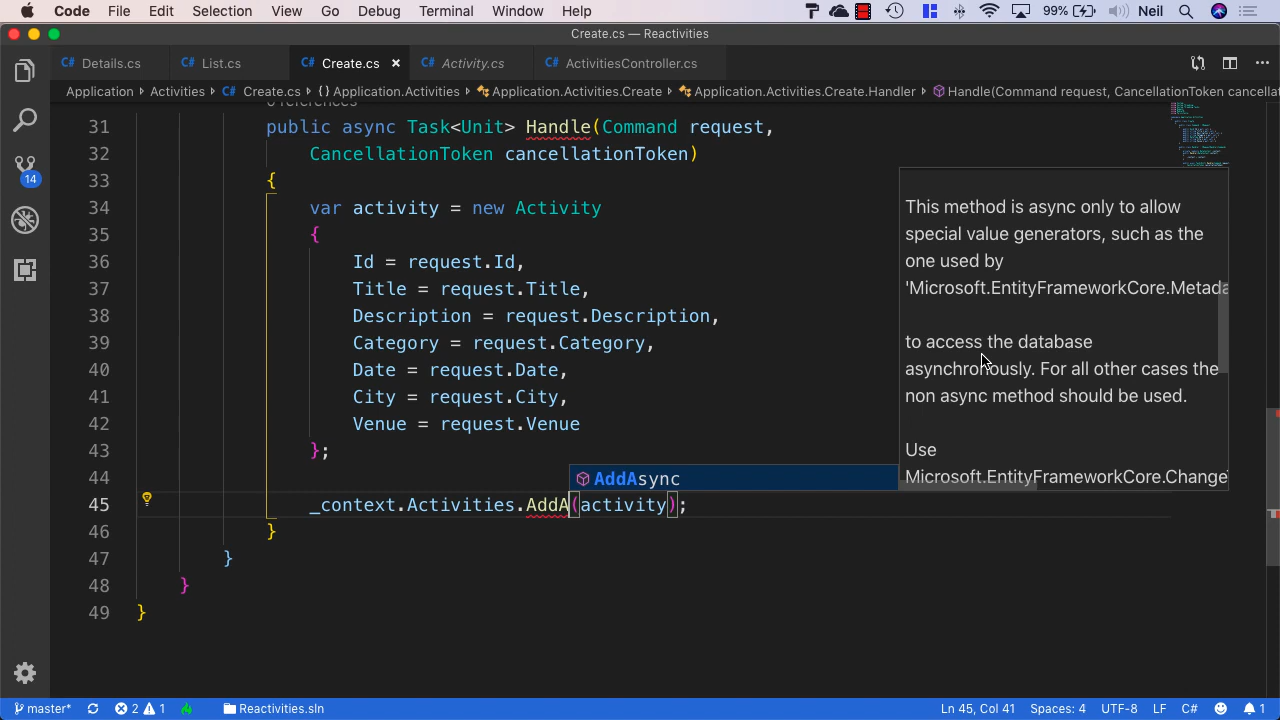 Code File Edit Selection View Go Debug Terminal Window Help 99% Neil
Create.cs — Reactivities
C# Details.cs C# List.cs C# Create.cs × C# Activity.cs C# ActivitiesController.cs
Application › Activities › C# Create.cs › { } Application.Activities › Application.Activities.Create › Application.Activities.Create.Handler › Handle(Command request, CancellationToken cancellat
0 references
31 public async Task<Unit> Handle(Command request,
32 CancellationToken cancellationToken)
33 {
34 var activity = new Activity
35 {
36 Id = request.Id,
37 Title = request.Title,
38 Description = request.Description,
39 Category = request.Category,
40 Date = request.Date,
41 City = request.City,
42 Venue = request.Venue
43 };
44
45 _context.Activities.AddA(activity);
46 }
47 }
48 }
49 }
AddAsync
This method is async only to allow
special value generators, such as the
one used by
'Microsoft.EntityFrameworkCore.Metada
to access the database
asynchronously. For all other cases the
non async method should be used.
Use
Microsoft.EntityFrameworkCore.Change
14
master* 2 1 Reactivities.sln Ln 45, Col 41 Spaces: 4 UTF-8 LF C# 1